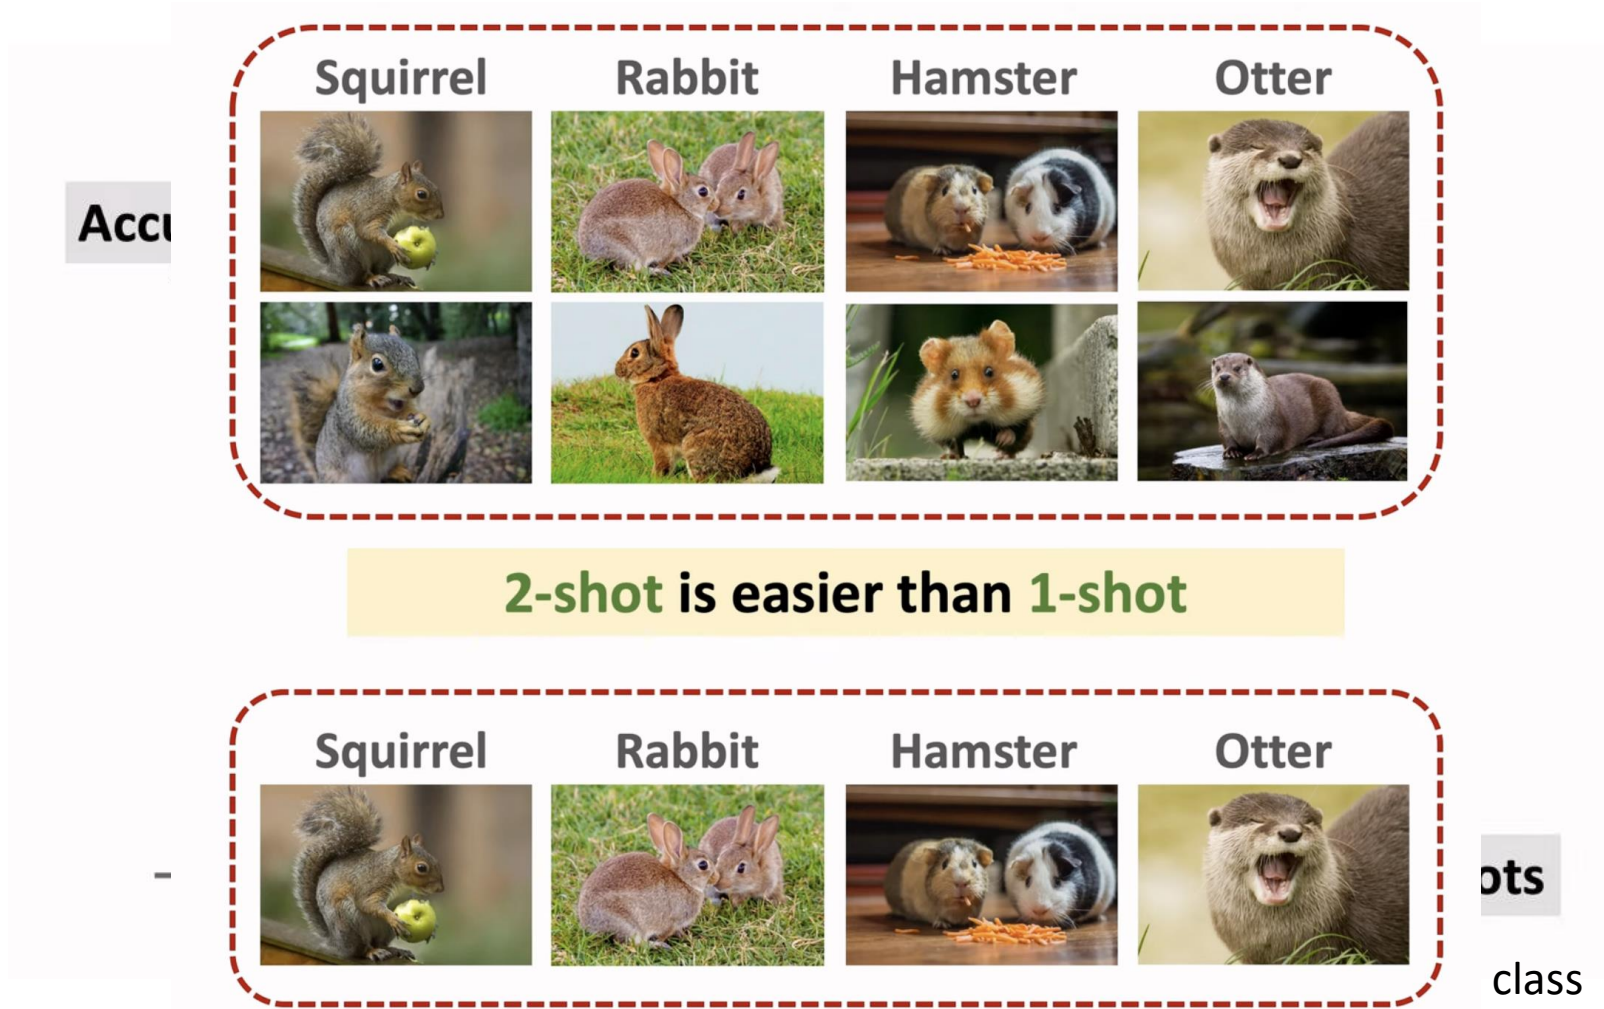 Squirrel Rabbit Hamster Otter
Accu
2-shot is easier than 1-shot
Squirrel Rabbit Hamster Otter
ots
class